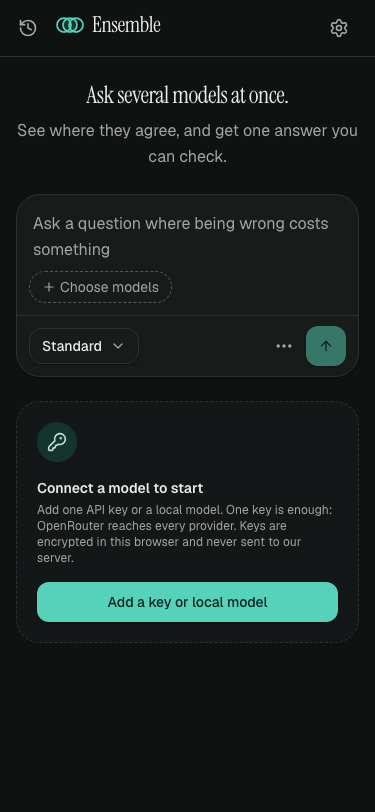 Ensemble
Ask several models at once.
See where they agree, and get one answer you
can check.
Ask a question where being wrong costs
something
Choose models
Standard
Connect a model to start
Add one API key or a local model. One key is enough:
OpenRouter reaches every provider. Keys are
encrypted in this browser and never sent to our
server.
Add a key or local model